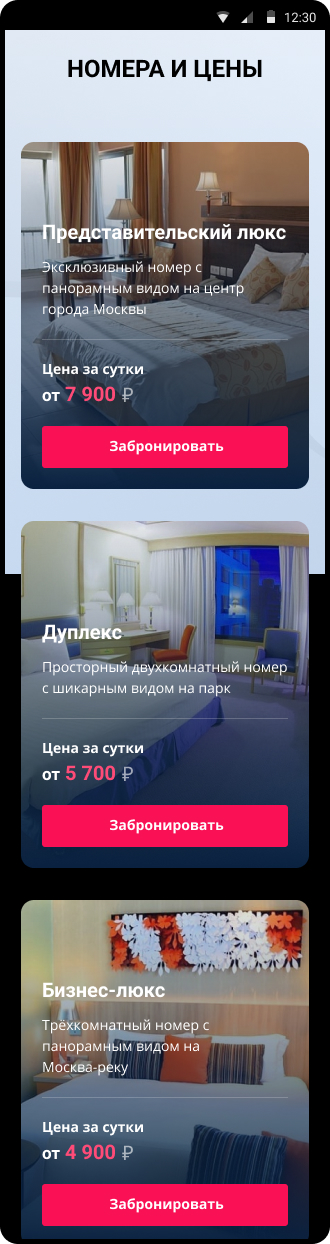 12:30
НОМЕРА И ЦЕНЫ
Представительский люкс
Эксклюзивный номер с
панорамным видом на центр
города Москвы
Цена за сутки
от 7 900 ₽
Забронировать
Дуплекс
Просторный двухкомнатный номер
с шикарным видом на парк
Цена за сутки
от 5 700 ₽
Забронировать
Бизнес-люкс
Трёхкомнатный номер с
панорамным видом на
Москва-реку
Цена за сутки
от 4 900 ₽
Забронировать